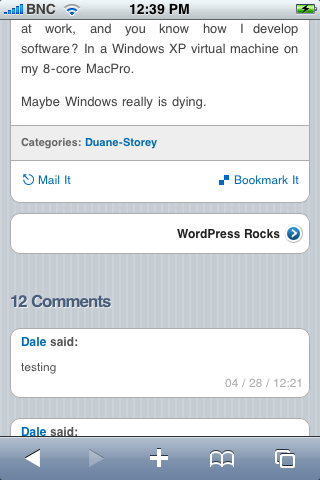 BNC 12:39 PM
at work, and you know how I develop
software? In a Windows XP virtual machine on
my 8-core MacPro.
Maybe Windows really is dying.
Categories: Duane-Storey
Mail It Bookmark It
WordPress Rocks
12 Comments
Dale said:
testing
04 / 28 / 12:21
Dale said: